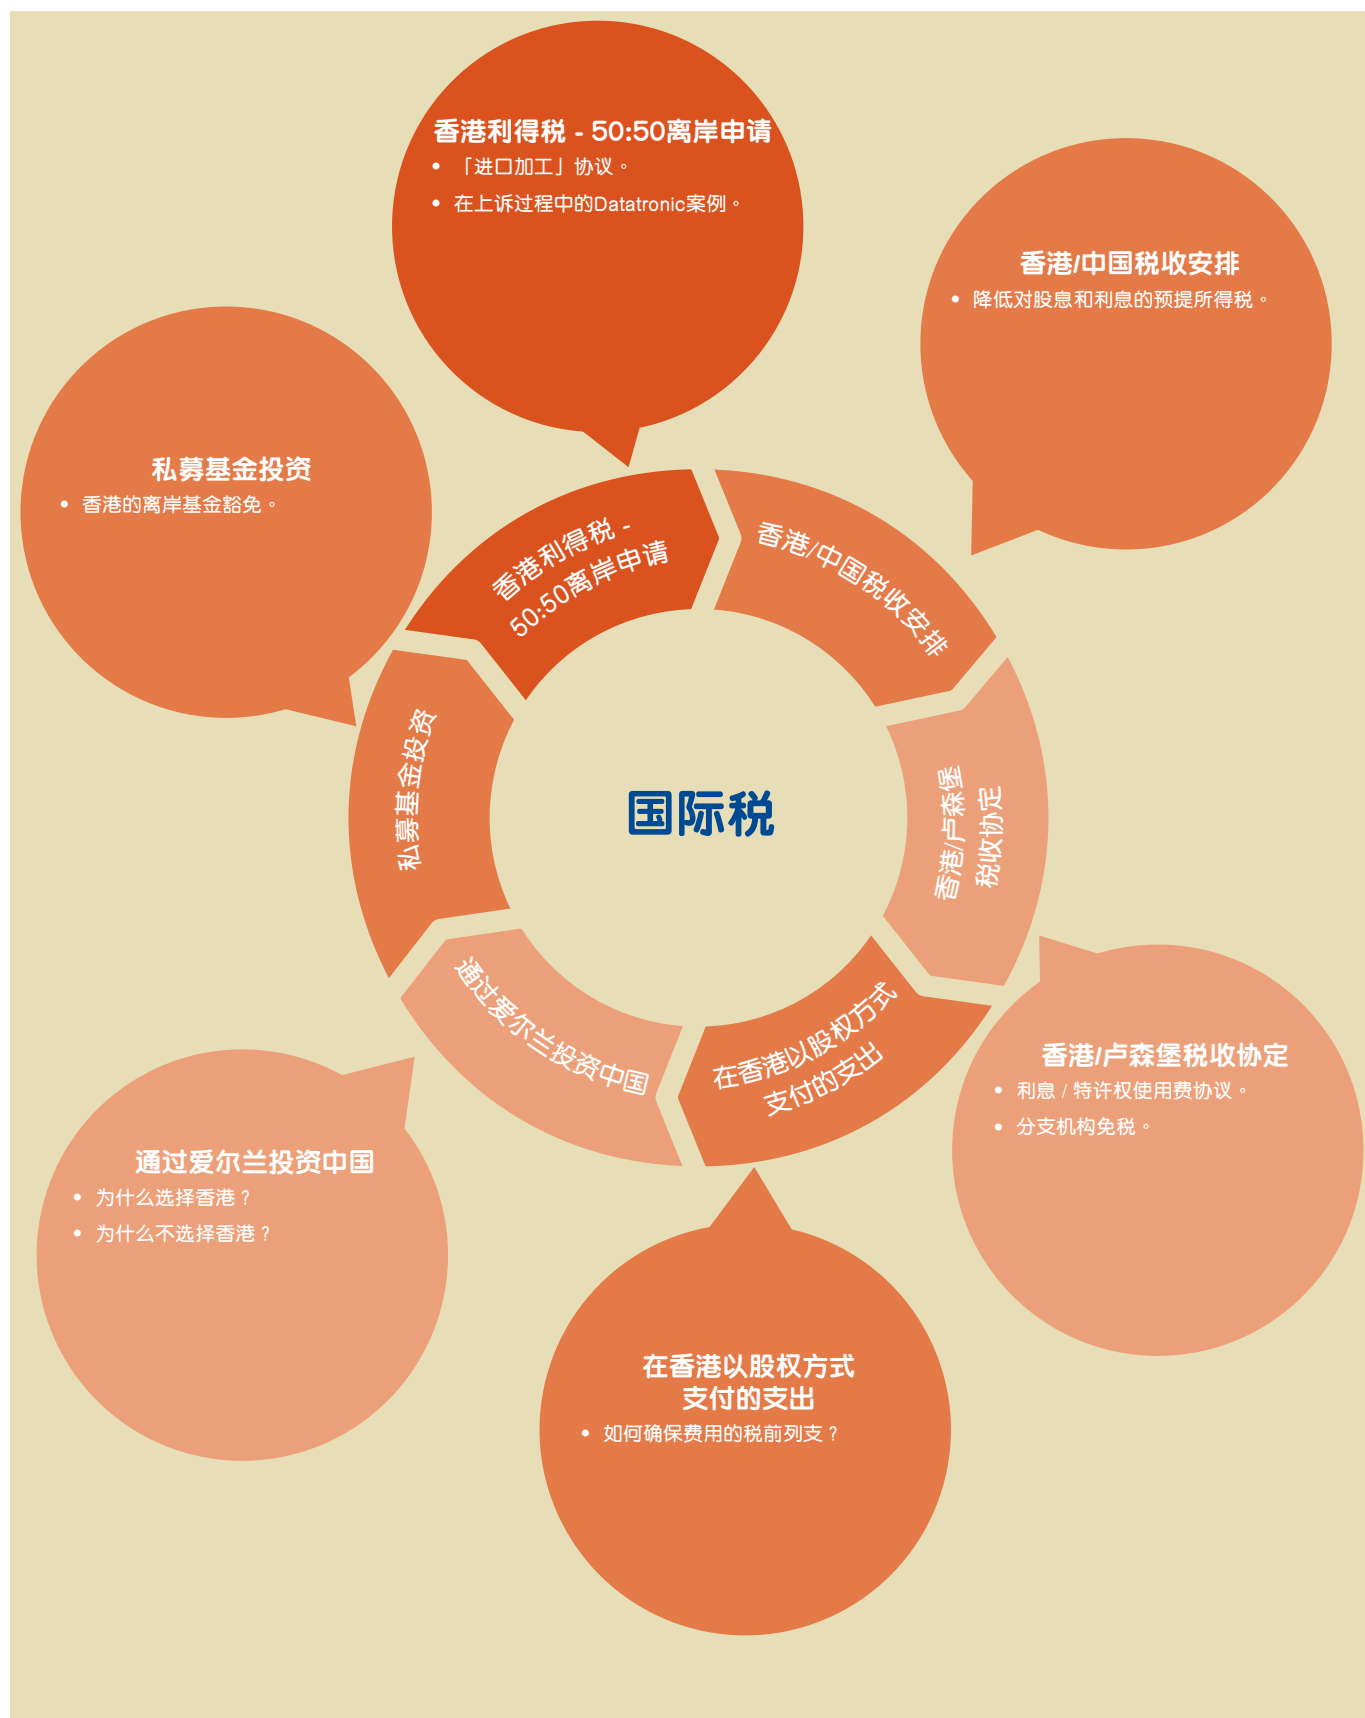 香港利得税 - 50:50离岸申请
• 「进口加工」协议。
• 在上诉过程中的Datatronic案例。
香港/中国税收安排
• 降低对股息和利息的预提所得税。
私募基金投资
• 香港的离岸基金豁免。
香港利得税 -
50:50离岸申请
香港/中国税收安排
私募基金投资
国际税
香港/卢森堡
税收协定
通过爱尔兰投资中国
在香港以股权方式
支付的支出
香港/卢森堡税收协定
• 利息 / 特许权使用费协议。
• 分支机构免税。
通过爱尔兰投资中国
• 为什么选择香港？
• 为什么不选择香港？
在香港以股权方式
支付的支出
• 如何确保费用的税前列支？